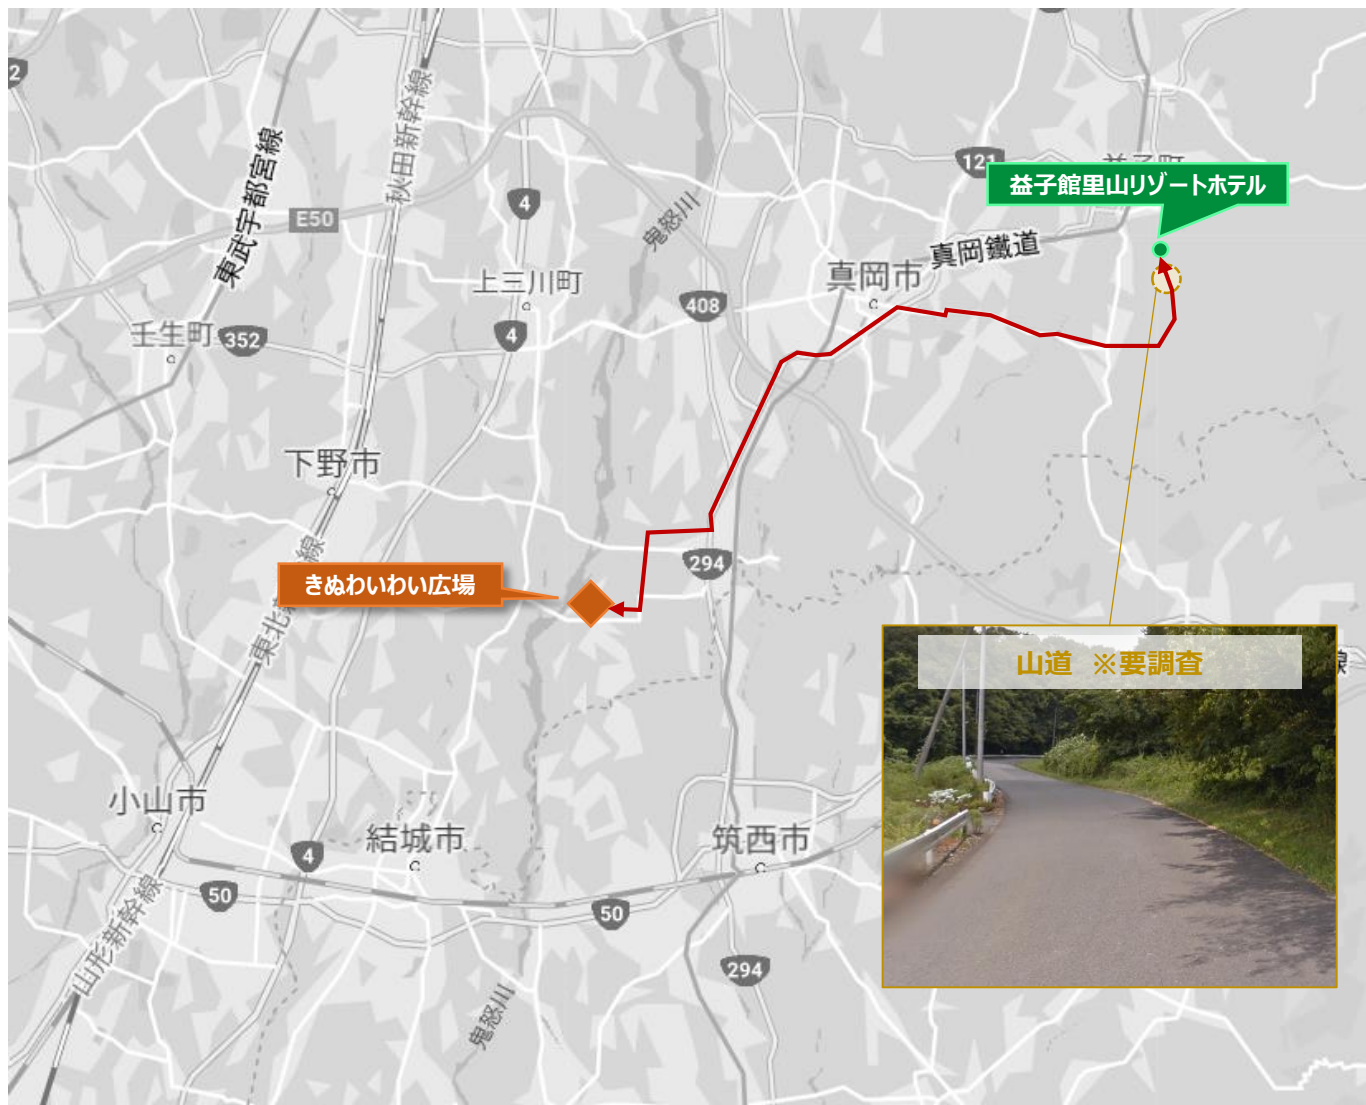 2
121
益子町
益子館里山リゾートホテル
秋田新幹線
東武宇都宮線
4
E50
鬼怒川
真岡鐵道
上三川町
真岡市
408
壬生町
352
4
下野市
294
きぬわいわい広場
東北
線
山道 ※要調査
線
小山市
結城市
筑西市
4
50
50
山形新幹線
294
鬼怒川